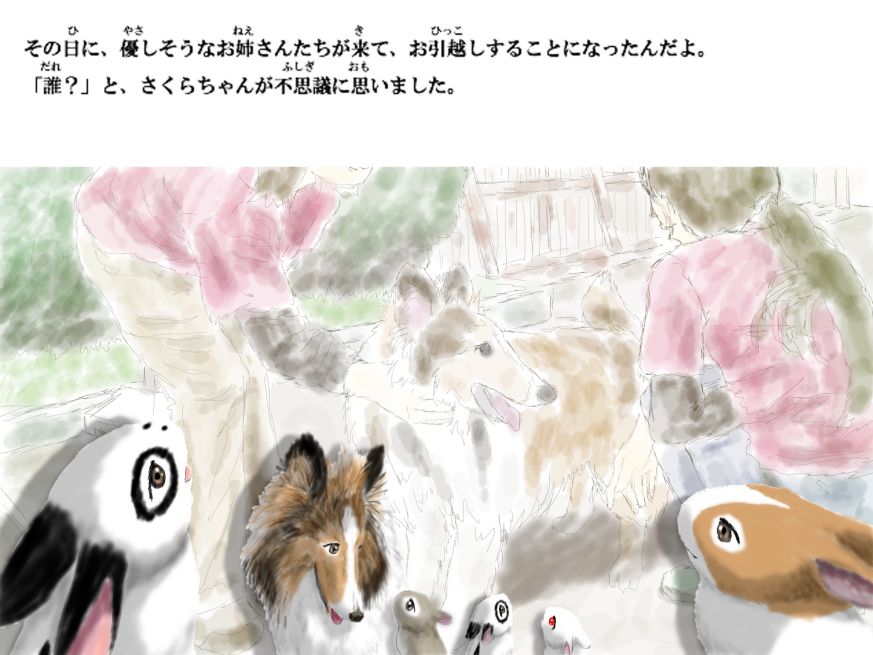 その日に、優しそうなお姉さんたちが来て、お引越しすることになったんだよ。
「誰？」と、さくらちゃんが不思議に思いました。